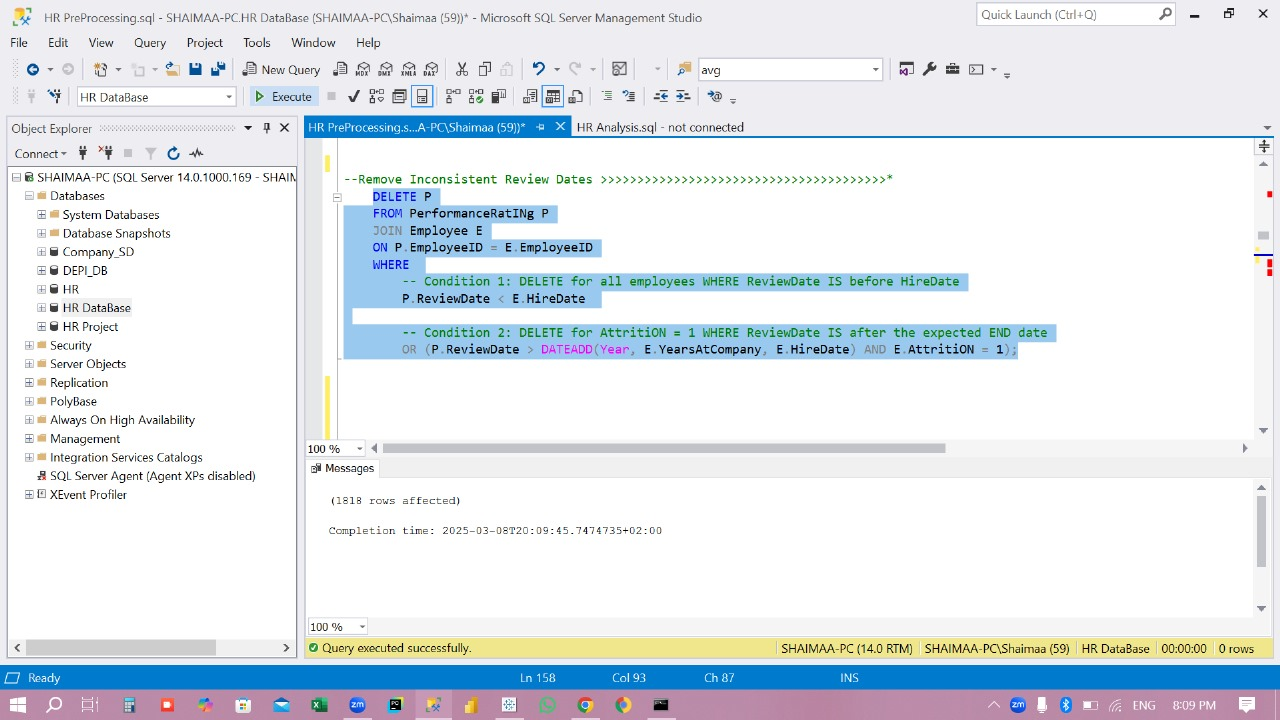 HR PreProcessing.sql - SHAIMAA-PC.HR DataBase (SHAIMAA-PC\Shaimaa (59))* - Microsoft SQL Server Management Studio
Quick Launch (Ctrl+Q)
File Edit View Query Project Tools Window Help
New Query
MDX DMX XMLA DAX
avg
HR DataBase
Execute
Object Explorer
HR PreProcessing.s...A-PC\Shaimaa (59))*
HR Analysis.sql - not connected
Connect
SHAIMAA-PC (SQL Server 14.0.1000.169 - SHAIM
Databases
System Databases
Database Snapshots
Company_SD
DEPI_DB
HR
HR DataBase
HR Project
Security
Server Objects
Replication
PolyBase
Always On High Availability
Management
Integration Services Catalogs
SQL Server Agent (Agent XPs disabled)
XEvent Profiler
--Remove Inconsistent Review Dates >>>>>>>>>>>>>>>>>>>>>>>>>>>>>>>>>>>>>>>*
DELETE P
FROM PerformanceRatINg P
JOIN Employee E
ON P.EmployeeID = E.EmployeeID
WHERE
-- Condition 1: DELETE for all employees WHERE ReviewDate IS before HireDate
P.ReviewDate < E.HireDate
-- Condition 2: DELETE for AttritiON = 1 WHERE ReviewDate IS after the expected END date
OR (P.ReviewDate > DATEADD(Year, E.YearsAtCompany, E.HireDate) AND E.AttritiON = 1);
100 %
Messages
(1818 rows affected)
Completion time: 2025-03-08T20:09:45.7474735+02:00
100 %
Query executed successfully.
SHAIMAA-PC (14.0 RTM) SHAIMAA-PC\Shaimaa (59) HR DataBase 00:00:00 0 rows
Ready
Ln 158 Col 93 Ch 87 INS
zm
PC
zm
ENG
8:09 PM